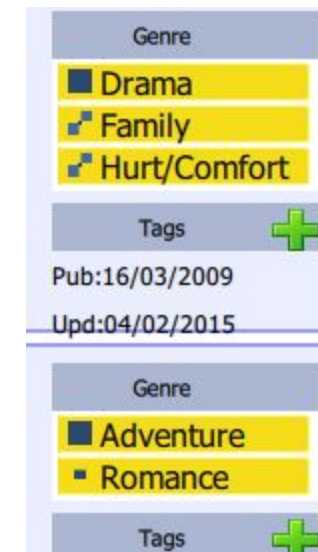 Genre
Drama
Family
Hurt/Comfort
Tags
Pub:16/03/2009
Upd:04/02/2015
Genre
Adventure
Romance
Tags